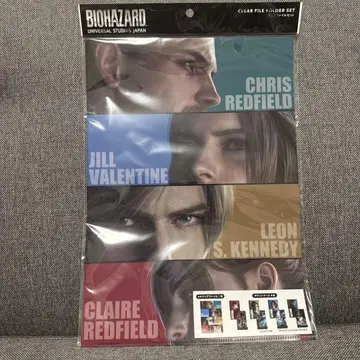 BIOHAZARD
UNIVERSAL STUDIOS JAPAN
CLEAR FILE FOLDER SET
CHRIS
REDFIELD
JILL
VALENTINE
LEON
S. KENNEDY
CLAIRE
REDFIELD